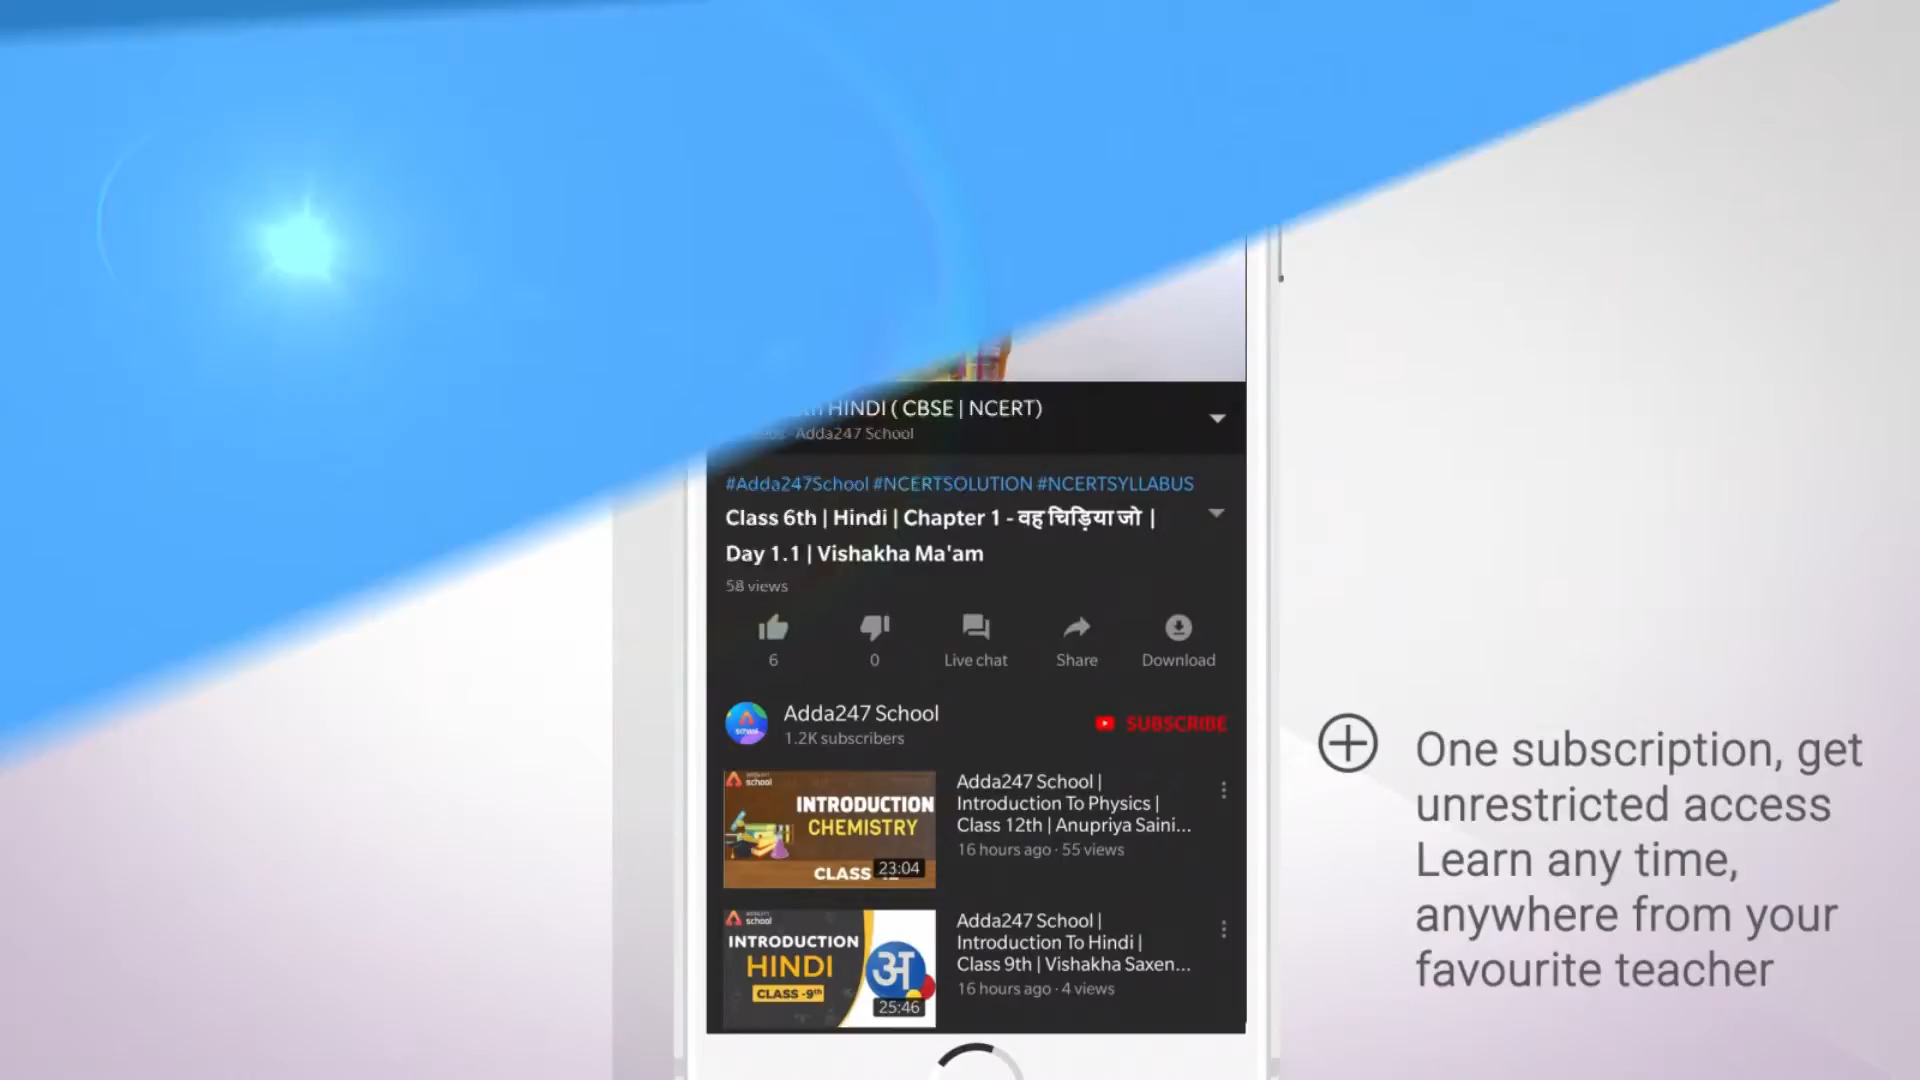 HINDI ( CBSE | NCERT)
Adda247 School
#Adda247School #NCERTSOLUTION #NCERTSYLLABUS
Class 6th | Hindi | Chapter 1 - वह चिड़िया जो |
Day 1.1 | Vishakha Ma'am
58 views
6
0
Live chat
Share
Download
Adda247 School
1.2K subscribers
SUBSCRIBE
school
INTRODUCTION
CHEMISTRY
CLASS
23:04
Adda247 School |
Introduction To Physics |
Class 12th | Anupriya Saini...
16 hours ago · 55 views
school
INTRODUCTION
HINDI
CLASS -9th
अ
25:46
Adda247 School |
Introduction To Hindi |
Class 9th | Vishakha Saxen...
16 hours ago · 4 views
One subscription, get
unrestricted access
Learn any time,
anywhere from your
favourite teacher